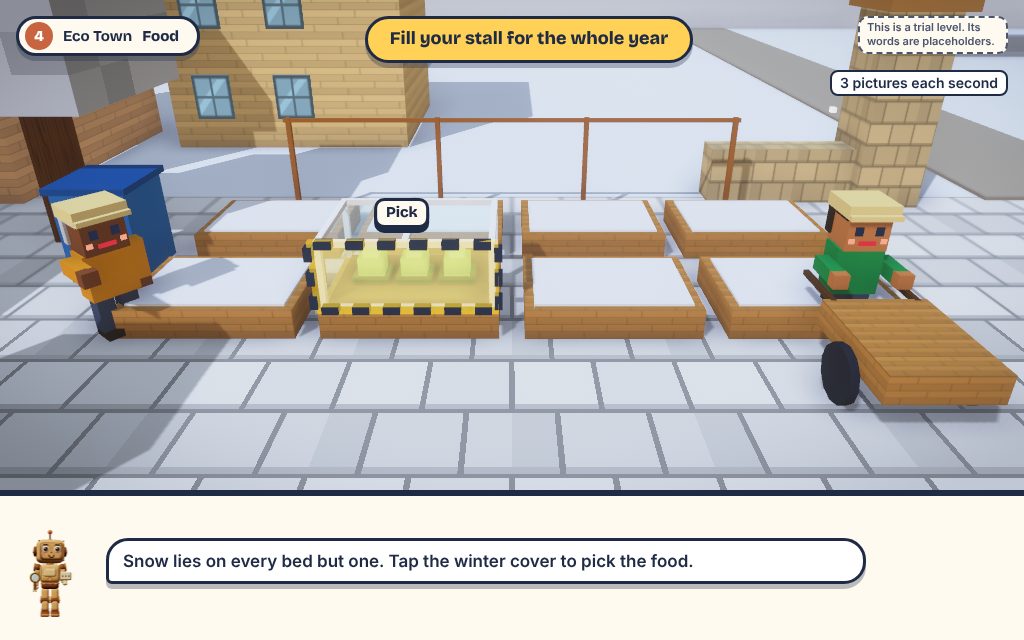 4 Eco Town Food
Fill your stall for the whole year
This is a trial level. Its
words are placeholders.
3 pictures each second
Pick
Snow lies on every bed but one. Tap the winter cover to pick the food.